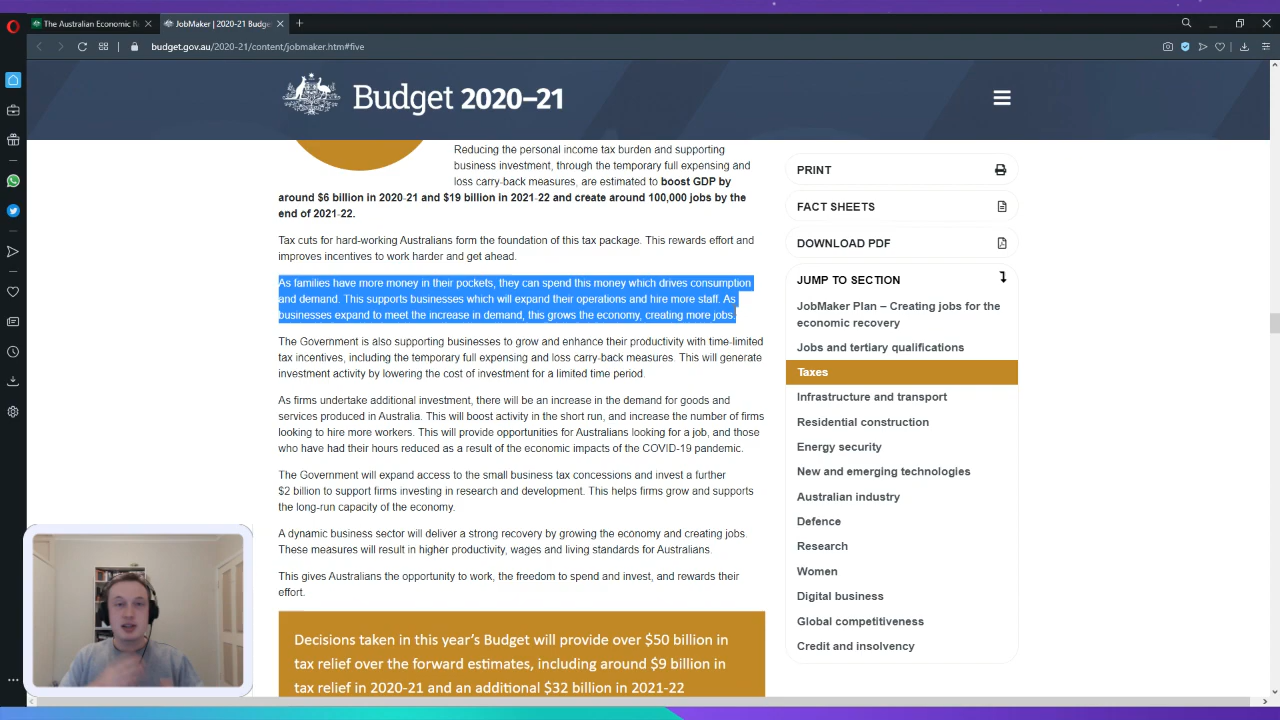 The Australian Economic R
JobMaker | 2020-21 Budge
budget.gov.au/2020-21/content/jobmaker.htm#five
Budget 2020–21
Reducing the personal income tax burden and supporting
business investment, through the temporary full expensing and
loss carry-back measures, are estimated to boost GDP by
around $6 billion in 2020-21 and $19 billion in 2021-22 and create around 100,000 jobs by the
end of 2021-22.
Tax cuts for hard-working Australians form the foundation of this tax package. This rewards effort and
improves incentives to work harder and get ahead.
As families have more money in their pockets, they can spend this money which drives consumption
and demand. This supports businesses which will expand their operations and hire more staff. As
businesses expand to meet the increase in demand, this grows the economy, creating more jobs.
The Government is also supporting businesses to grow and enhance their productivity with time-limited
tax incentives, including the temporary full expensing and loss carry-back measures. This will generate
investment activity by lowering the cost of investment for a limited time period.
As firms undertake additional investment, there will be an increase in the demand for goods and
services produced in Australia. This will boost activity in the short run, and increase the number of firms
looking to hire more workers. This will provide opportunities for Australians looking for a job, and those
who have had their hours reduced as a result of the economic impacts of the COVID-19 pandemic.
The Government will expand access to the small business tax concessions and invest a further
$2 billion to support firms investing in research and development. This helps firms grow and supports
the long-run capacity of the economy.
A dynamic business sector will deliver a strong recovery by growing the economy and creating jobs.
These measures will result in higher productivity, wages and living standards for Australians.
This gives Australians the opportunity to work, the freedom to spend and invest, and rewards their
effort.
Decisions taken in this year's Budget will provide over $50 billion in
tax relief over the forward estimates, including around $9 billion in
tax relief in 2020-21 and an additional $32 billion in 2021-22
PRINT
FACT SHEETS
DOWNLOAD PDF
JUMP TO SECTION
JobMaker Plan – Creating jobs for the
economic recovery
Jobs and tertiary qualifications
Taxes
Infrastructure and transport
Residential construction
Energy security
New and emerging technologies
Australian industry
Defence
Research
Women
Digital business
Global competitiveness
Credit and insolvency